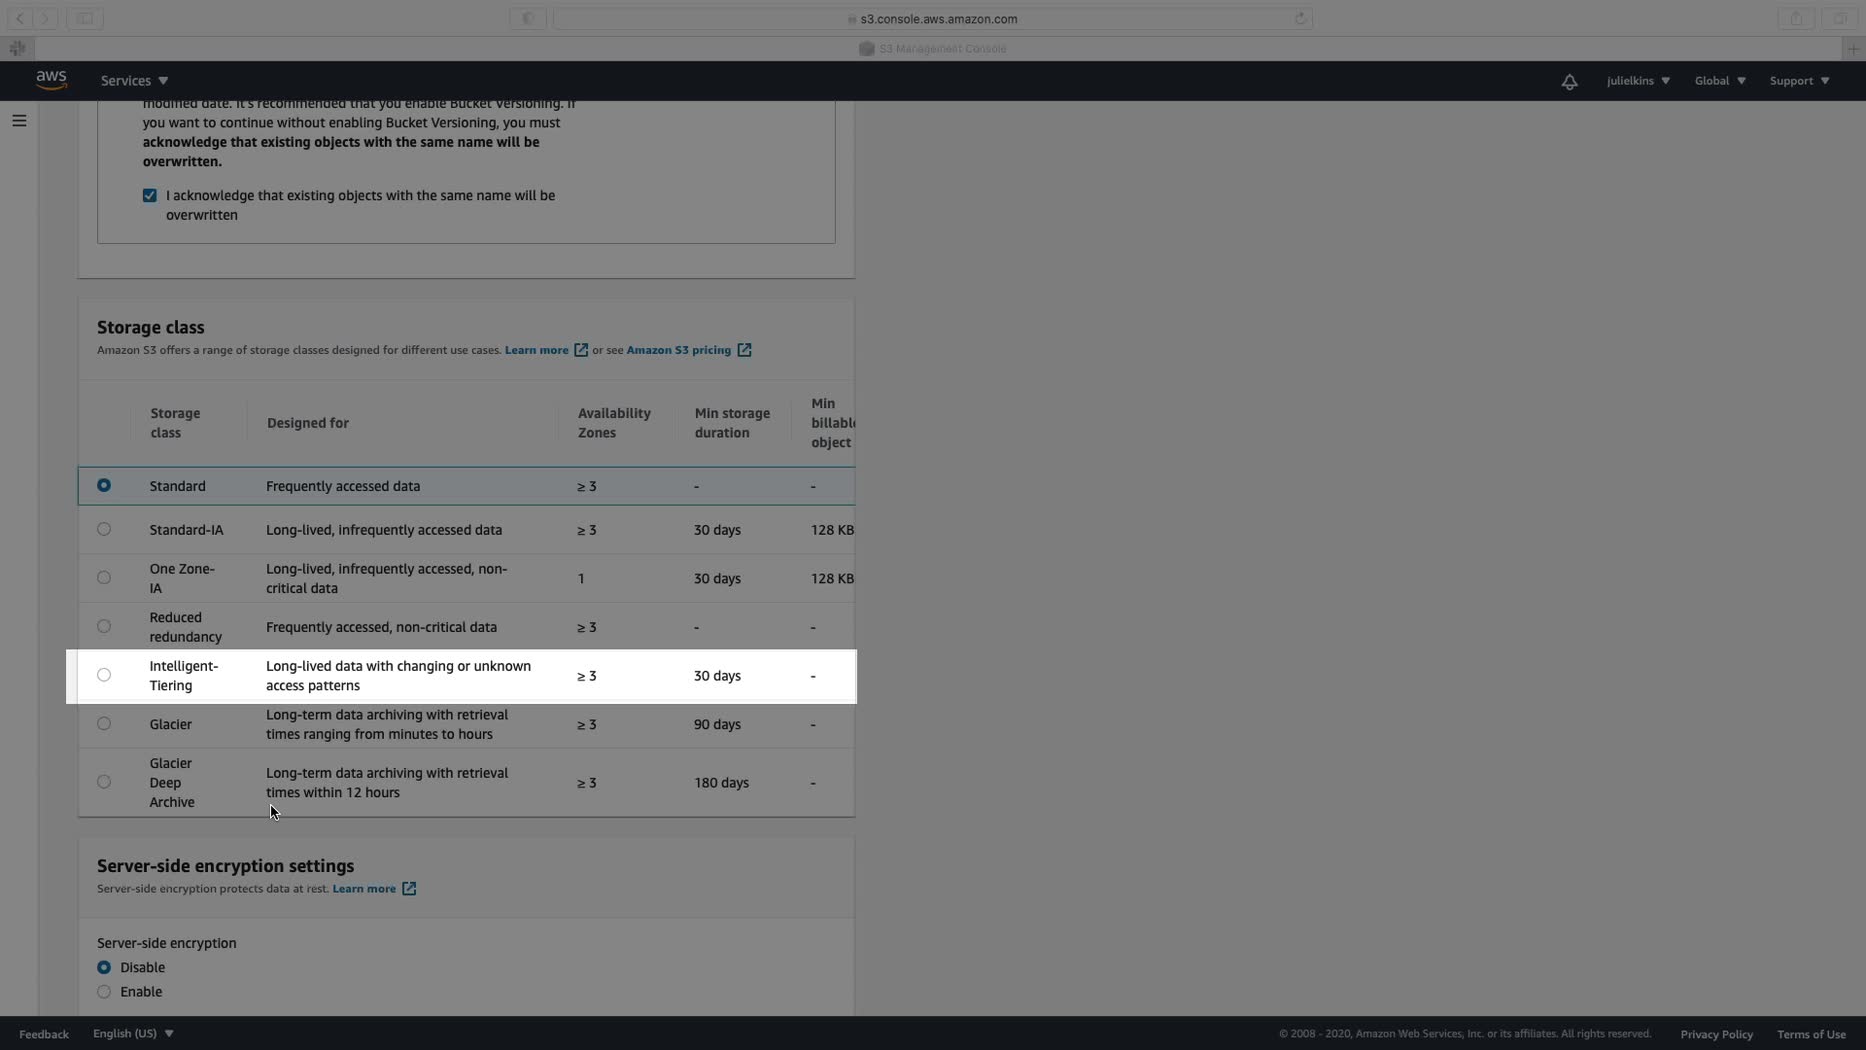 s3.console.aws.amazon.com
S3 Management Console
aws
Services
julielkins
Global
Support
modified date. It's recommended that you enable Bucket Versioning. If
you want to continue without enabling Bucket Versioning, you must
acknowledge that existing objects with the same name will be
overwritten.
I acknowledge that existing objects with the same name will be
overwritten
Storage class
Amazon S3 offers a range of storage classes designed for different use cases. Learn more or see Amazon S3 pricing
Storage
class
Designed for
Availability
Zones
Min storage
duration
Min
billable
object
Standard
Frequently accessed data
≥ 3
-
-
Standard-IA
Long-lived, infrequently accessed data
≥ 3
30 days
128 KB
One Zone-
IA
Long-lived, infrequently accessed, non-
critical data
1
30 days
128 KB
Reduced
redundancy
Frequently accessed, non-critical data
≥ 3
-
-
Intelligent-
Tiering
Long-lived data with changing or unknown
access patterns
≥ 3
30 days
-
Glacier
Long-term data archiving with retrieval
times ranging from minutes to hours
≥ 3
90 days
-
Glacier
Deep
Archive
Long-term data archiving with retrieval
times within 12 hours
≥ 3
180 days
-
Server-side encryption settings
Server-side encryption protects data at rest. Learn more
Server-side encryption
Disable
Enable
Feedback
English (US)
© 2008 - 2020, Amazon Web Services, Inc. or its affiliates. All rights reserved.
Privacy Policy
Terms of Use